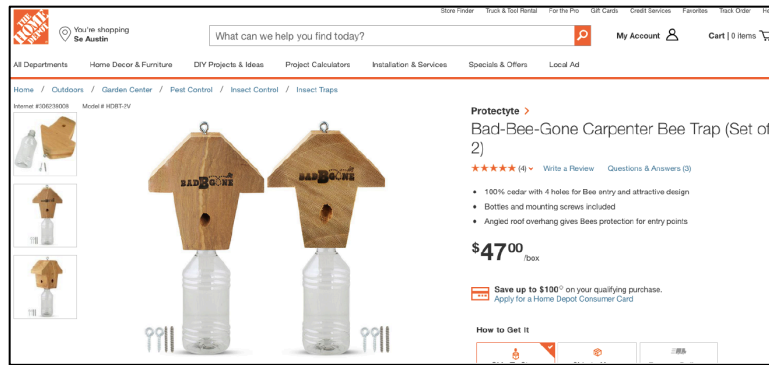 Store Finder Truck & Tool Rental For the Pro Gift Cards Credit Services Favorites Track Order
THE HOME DEPOT
You're shopping
Se Austin
What can we help you find today?
My Account
Cart | 0 items
All Departments Home Decor & Furniture DIY Projects & Ideas Project Calculators Installation & Services Specials & Offers Local Ad
Home / Outdoors / Garden Center / Pest Control / Insect Control / Insect Traps
Internet #306239008 Model # HDBT-2V
BAD B GONE
BAD B GONE
Protectyte >
Bad-Bee-Gone Carpenter Bee Trap (Set of
2)
(4) Write a Review Questions & Answers (3)
• 100% cedar with 4 holes for Bee entry and attractive design
• Bottles and mounting screws included
• Angled roof overhang gives Bees protection for entry points
$47 00 /box
Save up to $100 on your qualifying purchase.
Apply for a Home Depot Consumer Card
How to Get It